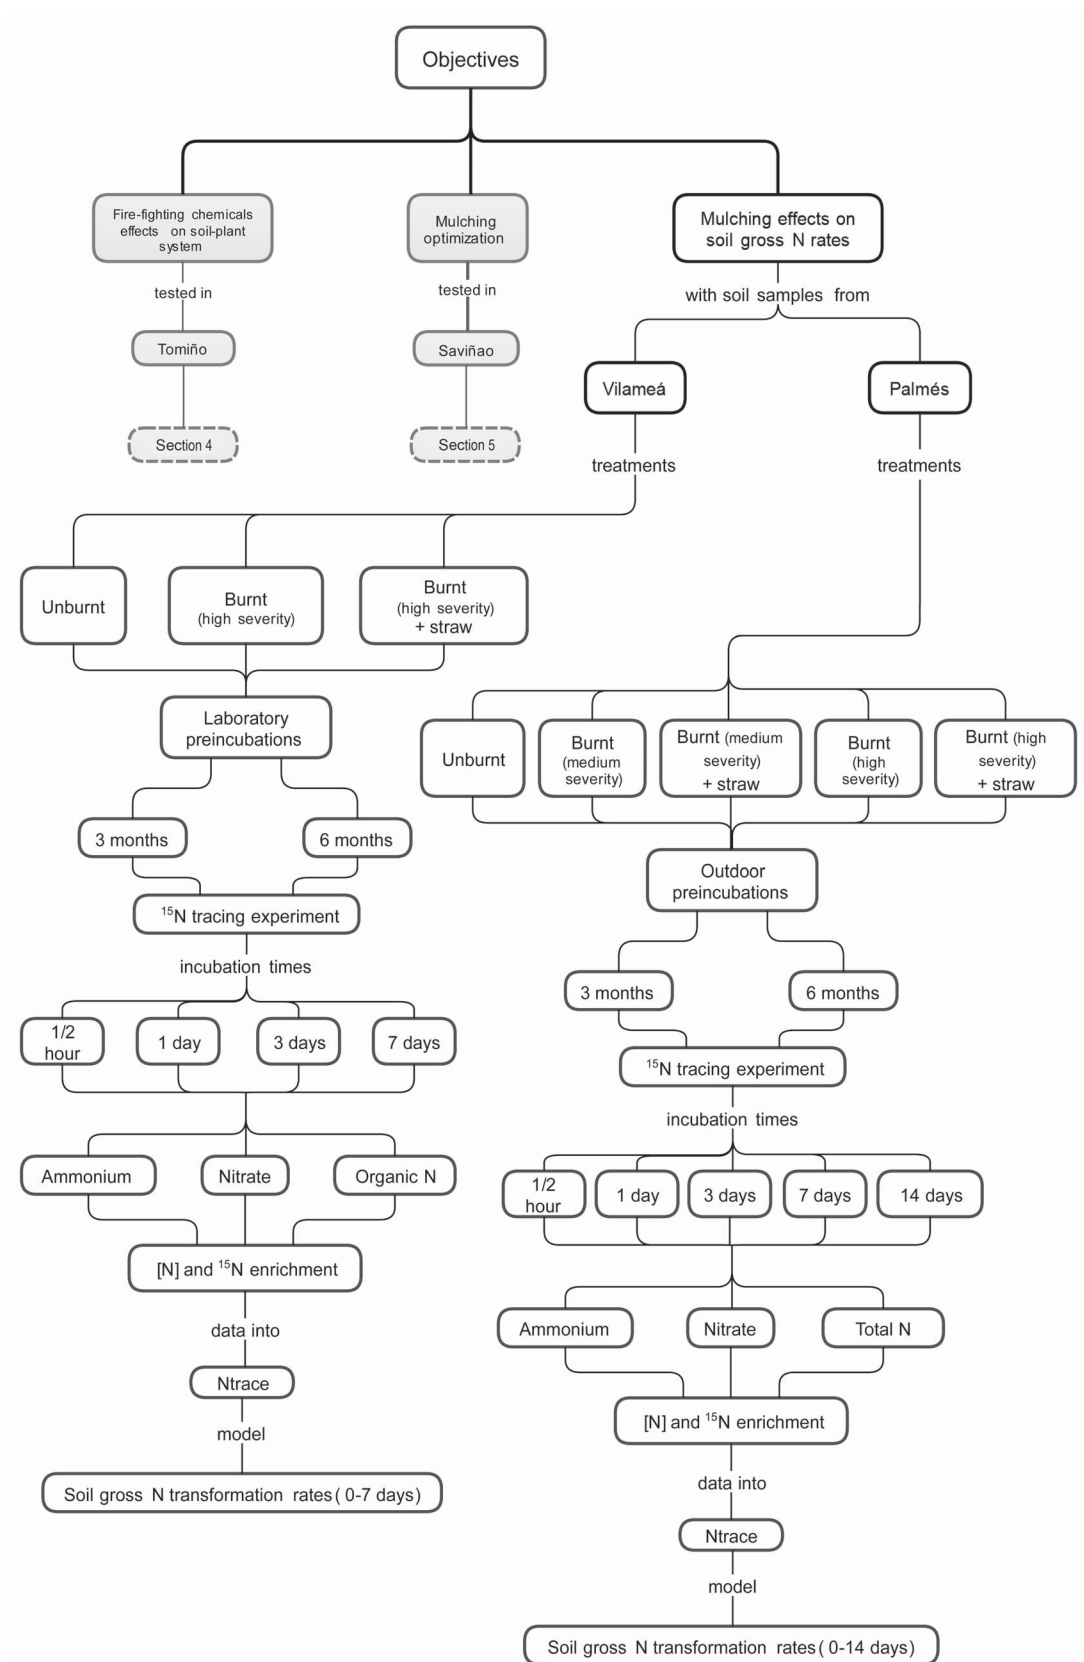 Objectives
Fire-fighting chemicals
effects on soil-plant
system
tested in
Tomiño
Section 4
Mulching
optimization
tested in
Saviñao
Section 5
Mulching effects on
soil gross N rates
with soil samples from
Vilameá
treatments
Palmés
treatments
Unburnt
Burnt
(high severity)
Burnt
(high severity)
+ straw
Laboratory
preincubations
3 months
6 months
¹⁵N tracing experiment
incubation times
1/2
hour
1 day
3 days
7 days
Ammonium
Nitrate
Organic N
[N] and ¹⁵N enrichment
data into
Ntrace
model
Soil gross N transformation rates ( 0-7 days)
Unburnt
Burnt
(medium
severity)
Burnt (medium
severity)
+ straw
Burnt
(high
severity)
Burnt (high
severity)
+ straw
Outdoor
preincubations
3 months
6 months
¹⁵N tracing experiment
incubation times
1/2
hour
1 day
3 days
7 days
14 days
Ammonium
Nitrate
Total N
[N] and ¹⁵N enrichment
data into
Ntrace
model
Soil gross N transformation rates ( 0-14 days)